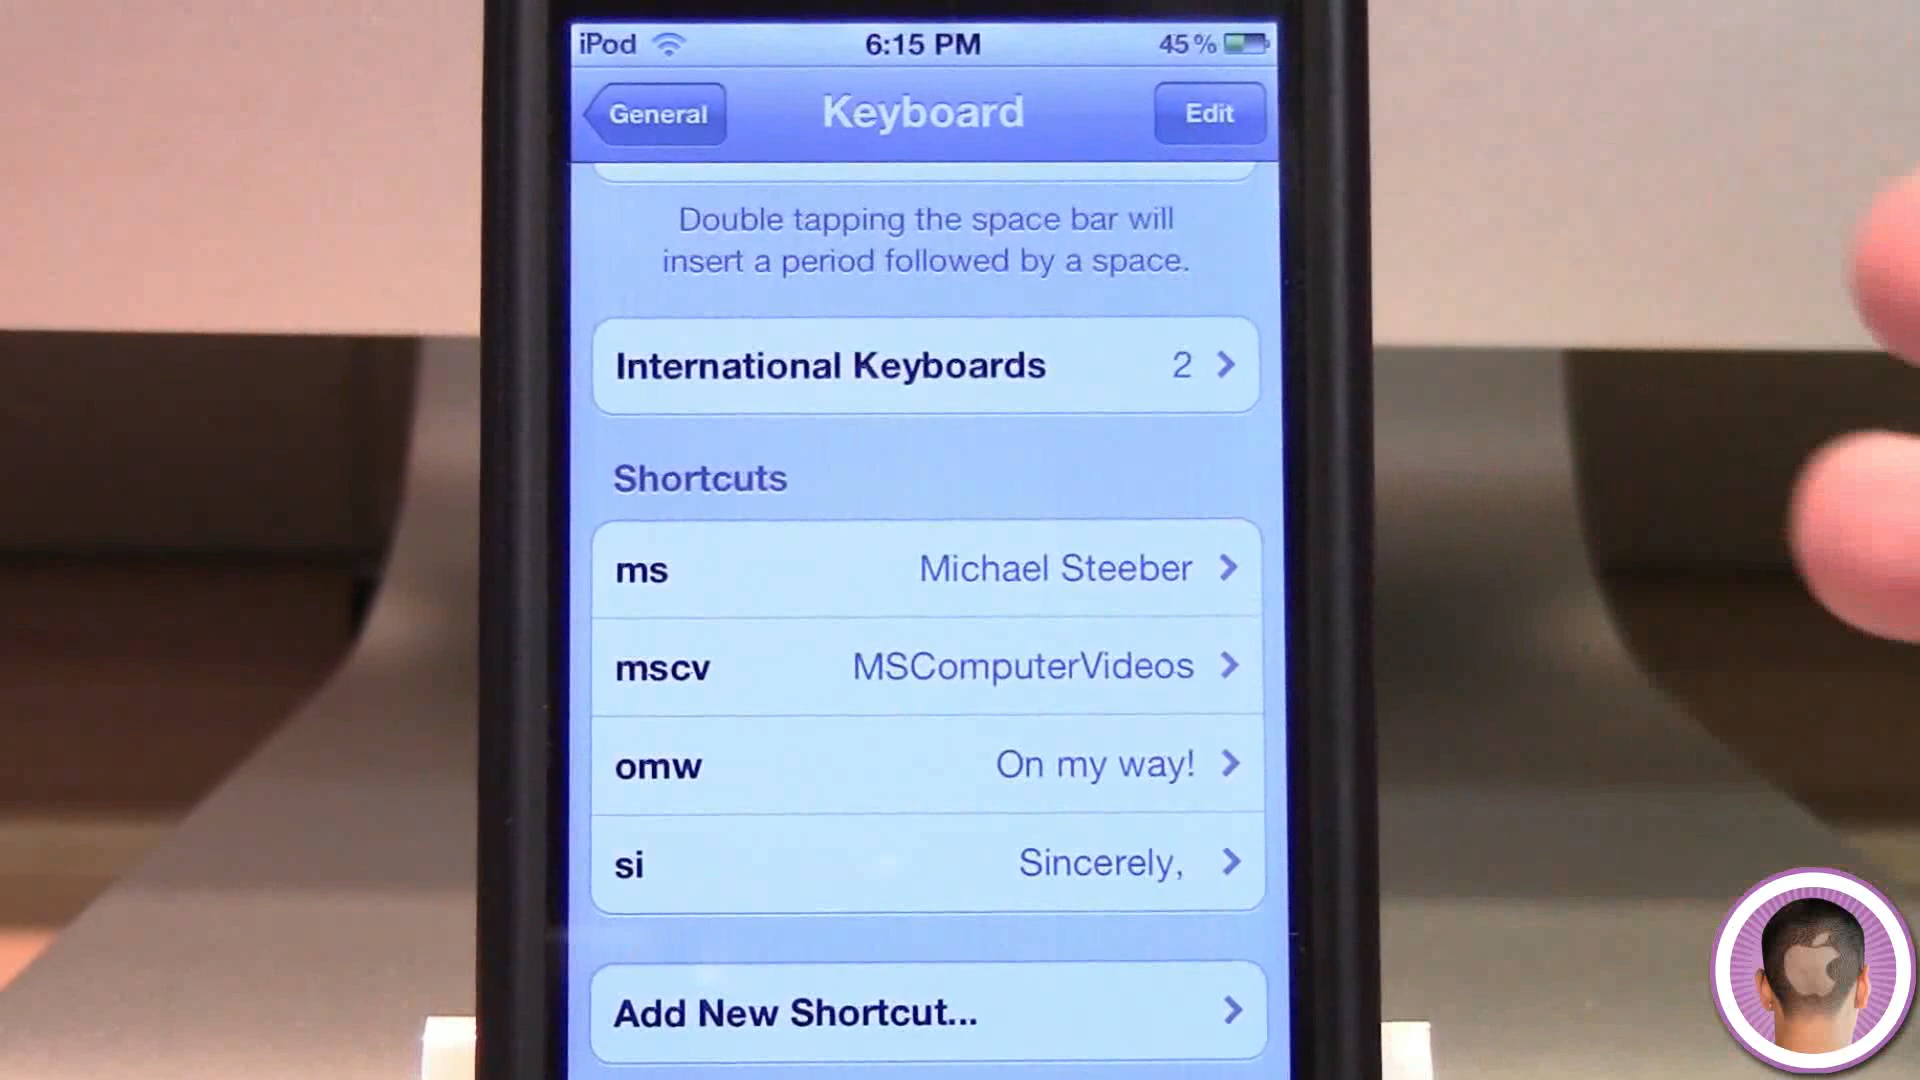 iPod 6:15 PM 45%
General Keyboard Edit
Double tapping the space bar will
insert a period followed by a space.
International Keyboards 2
Shortcuts
ms Michael Steeber
mscv MSComputerVideos
omw On my way!
si Sincerely,
Add New Shortcut...